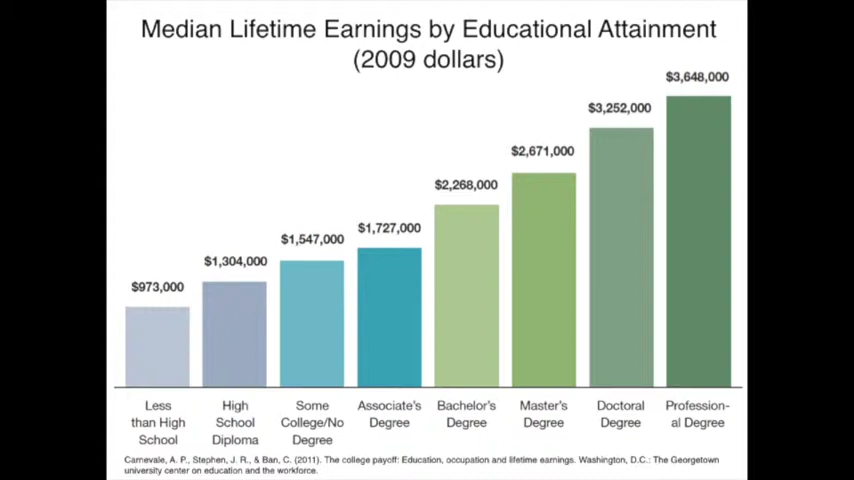 Median Lifetime Earnings by Educational Attainment
(2009 dollars)
$3,648,000
$3,252,000
$2,671,000
$2,268,000
$1,727,000
$1,547,000
$1,304,000
$973,000
Less
than High
School
High
School
Diploma
Some
College/No
Degree
Associate's
Degree
Bachelor's
Degree
Master's
Degree
Doctoral
Degree
Profession-
al Degree
Carnevale, A. P., Stephen, J. R., & Ban, C. (2011). The college payoff: Education, occupation and lifetime earnings. Washington, D.C.: The Georgetown
university center on education and the workforce.